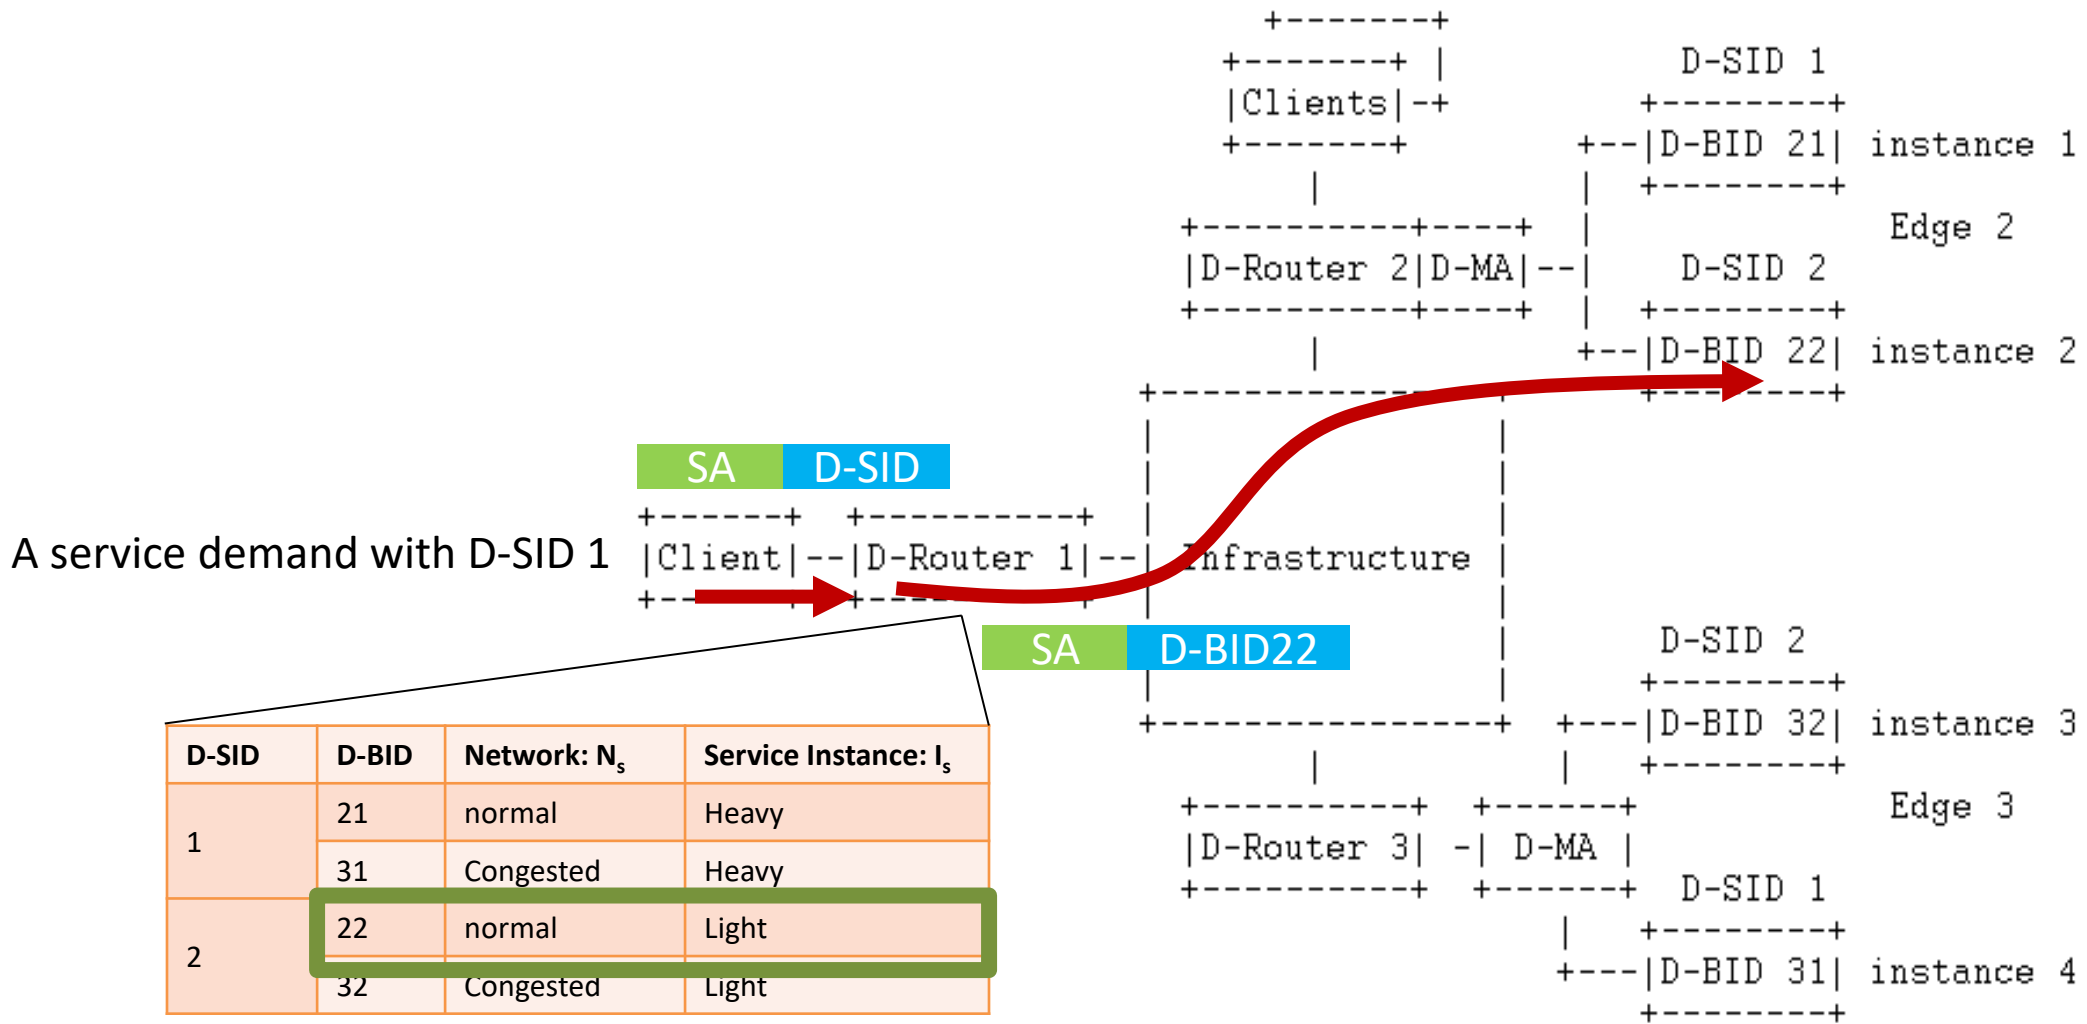 +-------+
+-------+ | D-SID 1
|Clients|-+ +--------+
+-------+ +--|D-BID 21| instance 1
| | +--------+
+-----------+----+ | Edge 2
|D-Router 2|D-MA|--| D-SID 2
+-----------+----+ | +--------+
| +--|D-BID 22| instance 2
+-----------------+ +--------+
SA D-SID
+------+ +-----------+
A service demand with D-SID 1 |Client|--|D-Router 1|--| Infrastructure |
+------+ +-----------+
SA D-BID22
D-SID 2
+--------+
+-----------------+ +---|D-BID 32| instance 3
| | +--------+
+-----------+ +------+ Edge 3
|D-Router 3| -| D-MA |
+-----------+ +------+ D-SID 1
| +--------+
+---|D-BID 31| instance 4
+--------+
D-SID D-BID Network: Ns Service Instance: Is
1 21 normal Heavy
31 Congested Heavy
2 22 normal Light
32 Congested Light